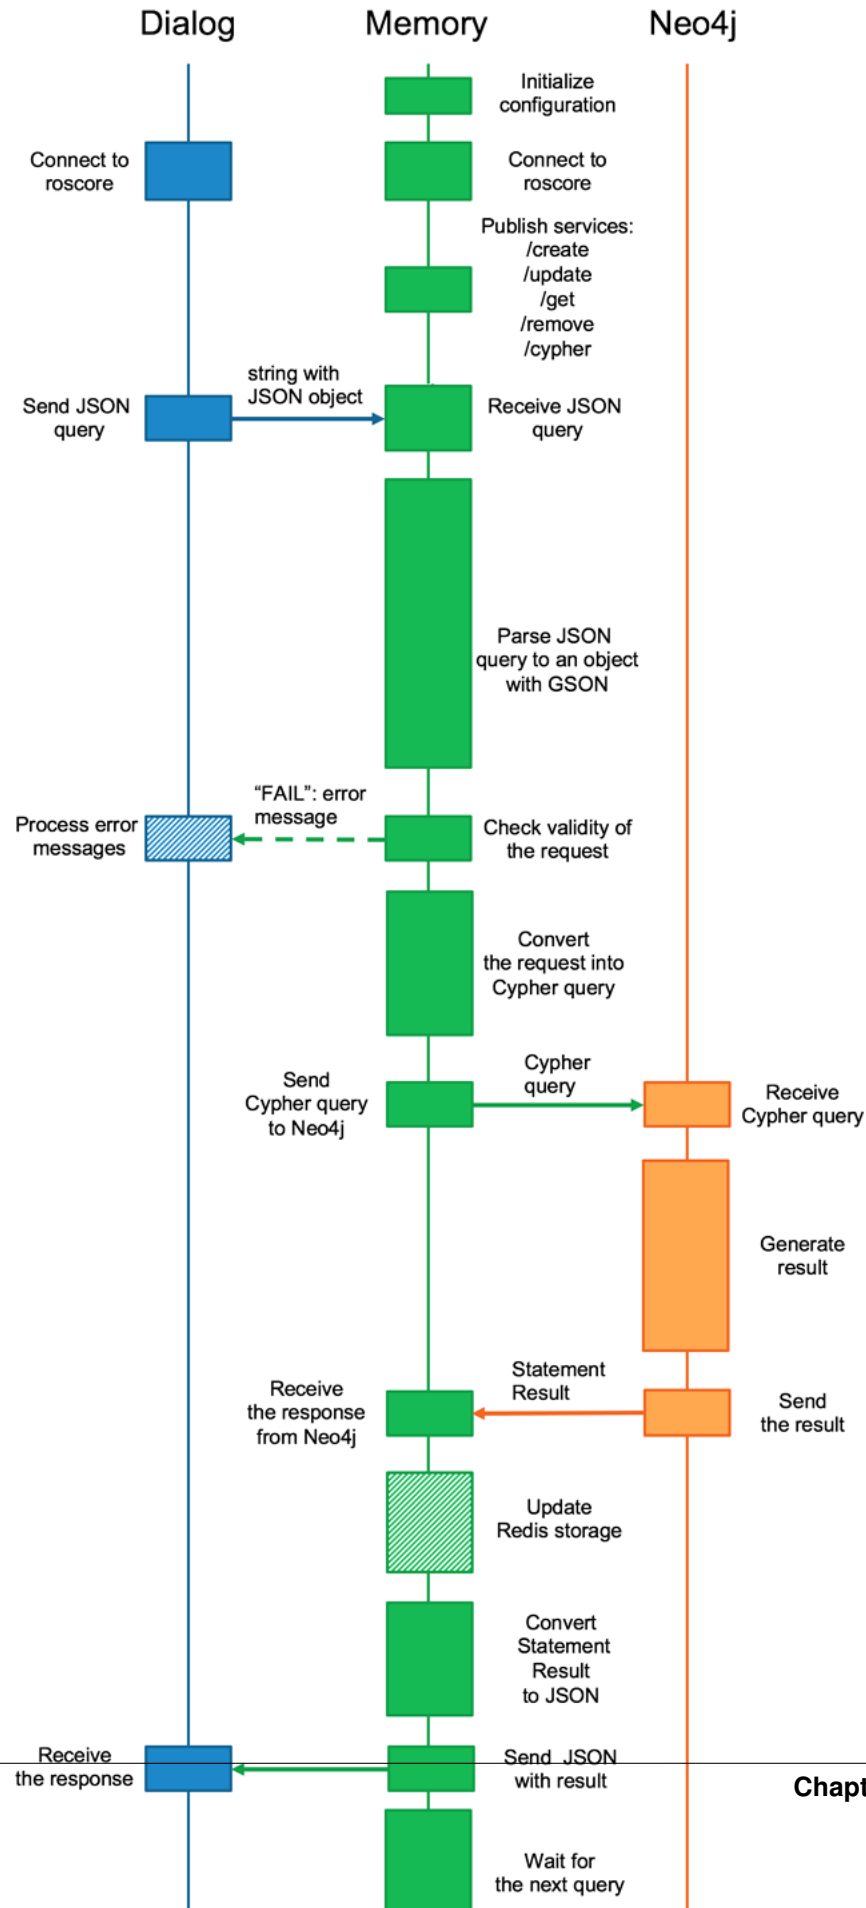 Dialog
Memory
Neo4j
Initialize
configuration
Connect to
roscore
Connect to
roscore
Publish services:
/create
/update
/get
/remove
/cypher
string with
JSON object
Send JSON
query
Receive JSON
query
Parse JSON
query to an object
with GSON
“FAIL”: error
message
Process error
messages
Check validity of
the request
Convert
the request into
Cypher query
Send
Cypher query
to Neo4j
Cypher
query
Receive
Cypher query
Generate
result
Statement
Result
Receive
the response
from Neo4j
Send
the result
Update
Redis storage
Convert
Statement
Result
to JSON
Receive
the response
Send JSON
with result
Chapt
Wait for
the next query